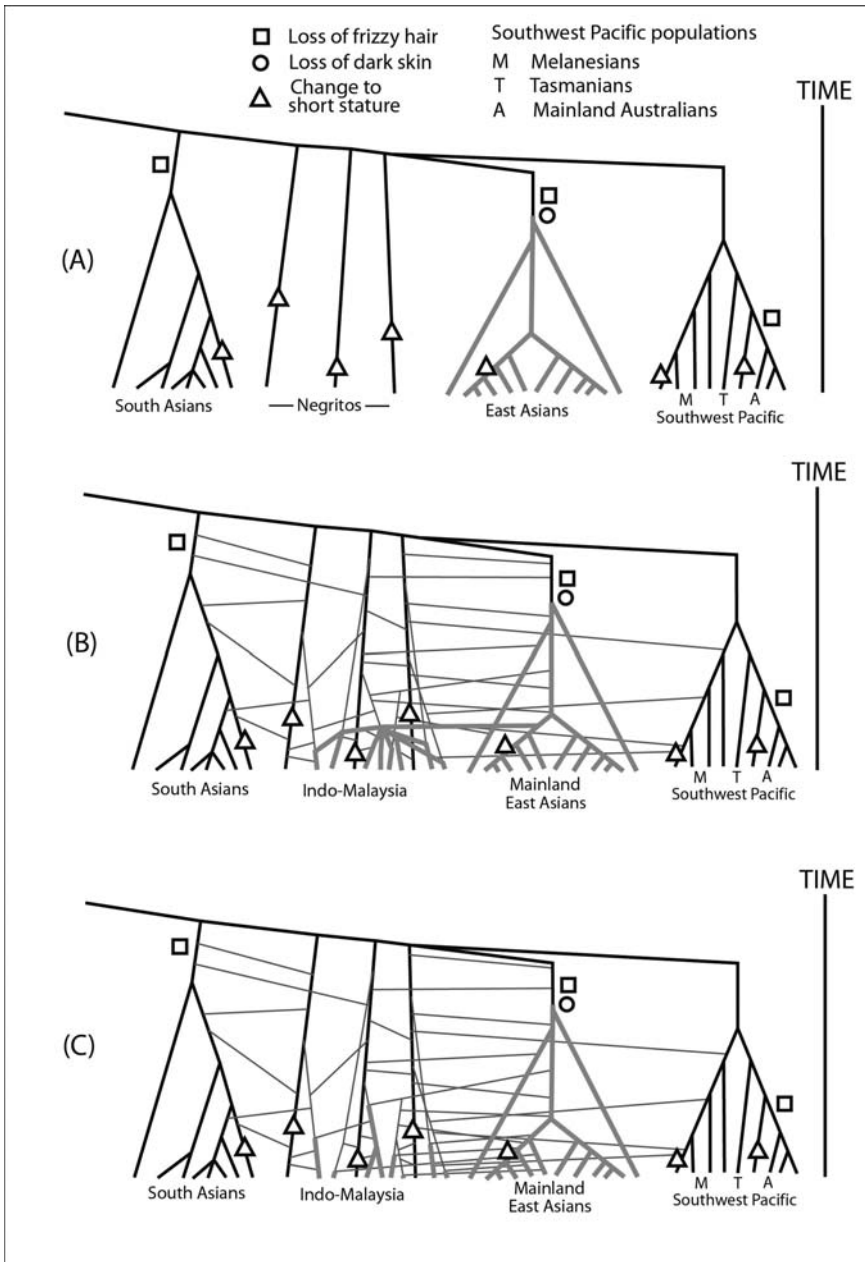 Loss of frizzy hair
Loss of dark skin
Change to
short stature
Southwest Pacific populations
M Melanesians
T Tasmanians
A Mainland Australians
TIME
(A)
South Asians
— Negritos —
East Asians
M T A
Southwest Pacific
TIME
(B)
South Asians
Indo-Malaysia
Mainland
East Asians
M T A
Southwest Pacific
TIME
(C)
South Asians
Indo-Malaysia
Mainland
East Asians
M T A
Southwest Pacific